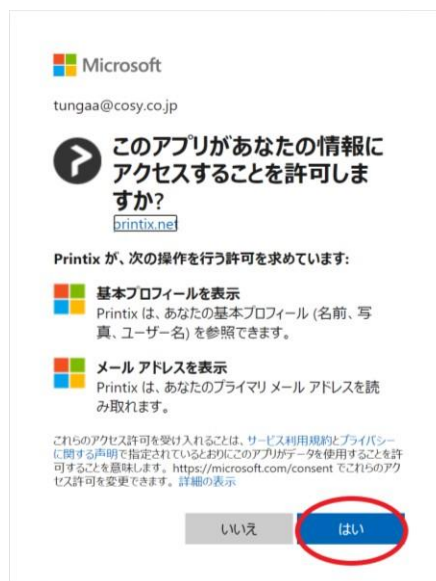 Microsoft
tungaa@cosy.co.jp
このアプリがあなたの情報に
アクセスすることを許可しま
すか?
printix.net
Printix が、次の操作を行う許可を求めています:
基本プロフィールを表示
Printix は、あなたの基本プロフィール (名前、写
真、ユーザー名) を参照できます。
メール アドレスを表示
Printix は、あなたのプライマリ メール アドレスを読
み取れます。
これらのアクセス許可を受け入れることは、サービス利用規約とプライバシー
に関する声明で指定されているとおりにこのアプリがデータを使用することを許
可することを意味します。https://microsoft.com/consent でこれらのアク
セス許可を変更できます。詳細の表示
いいえ
はい